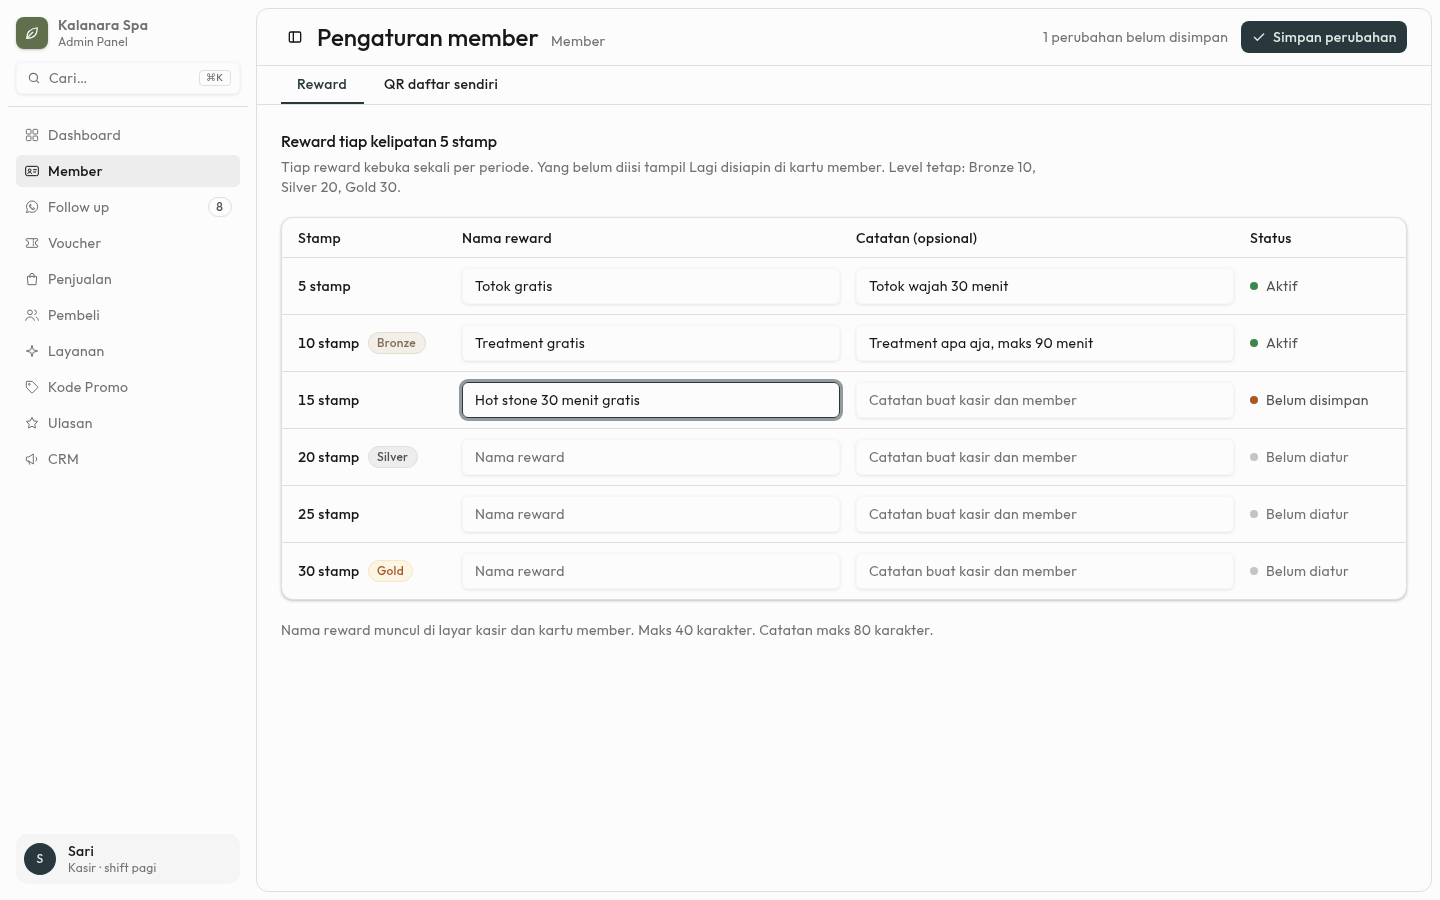 Kalanara Spa
Admin Panel
Cari...
⌘K
Dashboard
Member
Follow up 8
Voucher
Penjualan
Pembeli
Layanan
Kode Promo
Ulasan
CRM
S
Sari
Kasir · shift pagi
Pengaturan member Member
1 perubahan belum disimpan
Simpan perubahan
Reward QR daftar sendiri
Reward tiap kelipatan 5 stamp
Tiap reward kebuka sekali per periode. Yang belum diisi tampil Lagi disiapin di kartu member. Level tetap: Bronze 10,
Silver 20, Gold 30.
Stamp Nama reward Catatan (opsional) Status
5 stamp Totok gratis Totok wajah 30 menit Aktif
10 stamp Bronze Treatment gratis Treatment apa aja, maks 90 menit Aktif
15 stamp Hot stone 30 menit gratis Catatan buat kasir dan member Belum disimpan
20 stamp Silver Nama reward Catatan buat kasir dan member Belum diatur
25 stamp Nama reward Catatan buat kasir dan member Belum diatur
30 stamp Gold Nama reward Catatan buat kasir dan member Belum diatur
Nama reward muncul di layar kasir dan kartu member. Maks 40 karakter. Catatan maks 80 karakter.